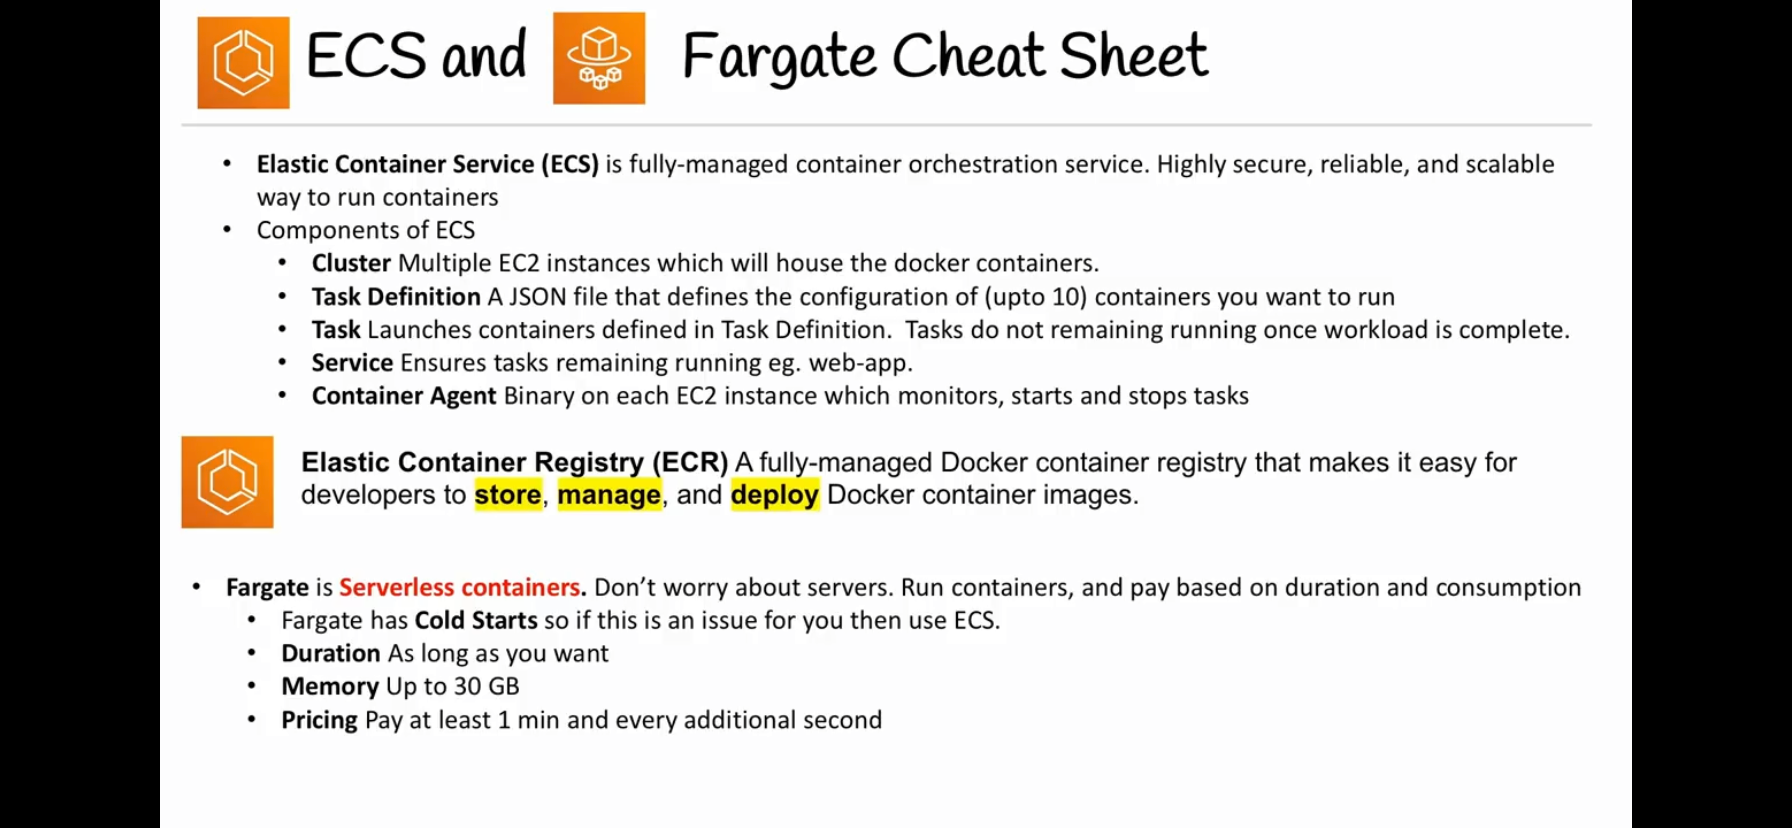 ECS and Fargate Cheat Sheet
• Elastic Container Service (ECS) is fully-managed container orchestration service. Highly secure, reliable, and scalable
way to run containers
• Components of ECS
• Cluster Multiple EC2 instances which will house the docker containers.
• Task Definition A JSON file that defines the configuration of (upto 10) containers you want to run
• Task Launches containers defined in Task Definition. Tasks do not remaining running once workload is complete.
• Service Ensures tasks remaining running eg. web-app.
• Container Agent Binary on each EC2 instance which monitors, starts and stops tasks
Elastic Container Registry (ECR) A fully-managed Docker container registry that makes it easy for
developers to store, manage, and deploy Docker container images.
• Fargate is Serverless containers. Don’t worry about servers. Run containers, and pay based on duration and consumption
• Fargate has Cold Starts so if this is an issue for you then use ECS.
• Duration As long as you want
• Memory Up to 30 GB
• Pricing Pay at least 1 min and every additional second